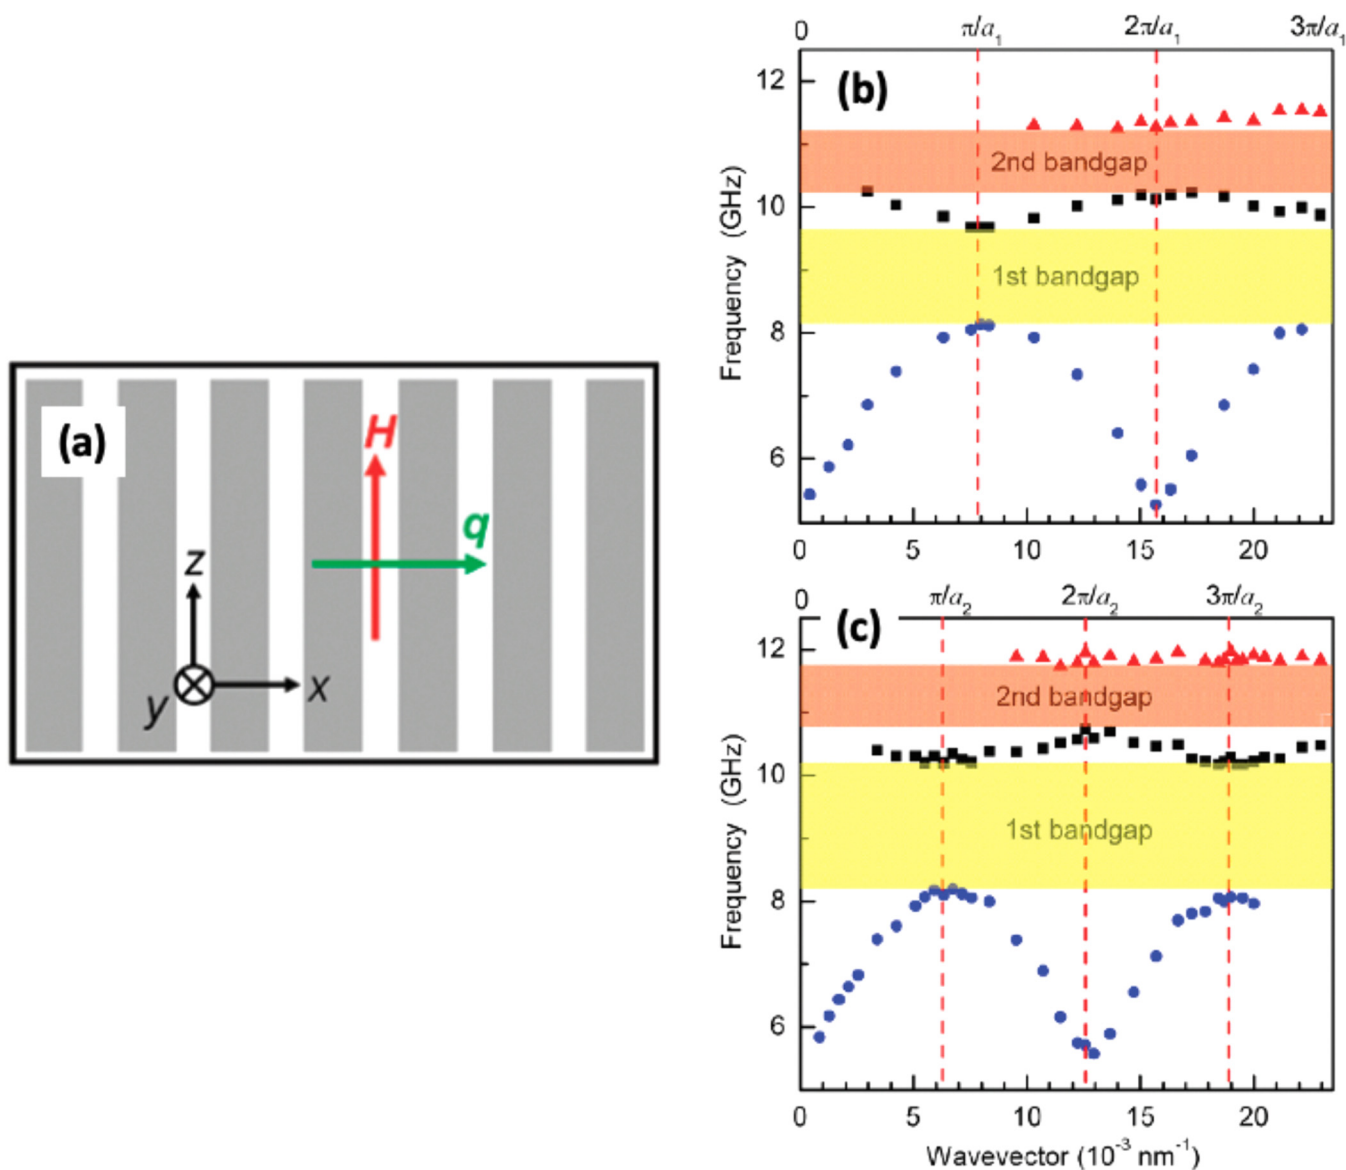 (a)
H
q
z
x
y
0 π/a₁ 2π/a₁ 3π/a₁
(b)
12
10
8
6
Frequency (GHz)
2nd bandgap
1st bandgap
0 5 10 15 20
0 π/a₂ 2π/a₂ 3π/a₂
(c)
12
10
8
6
Frequency (GHz)
2nd bandgap
1st bandgap
0 5 10 15 20
Wavevector (10⁻³ nm⁻¹)